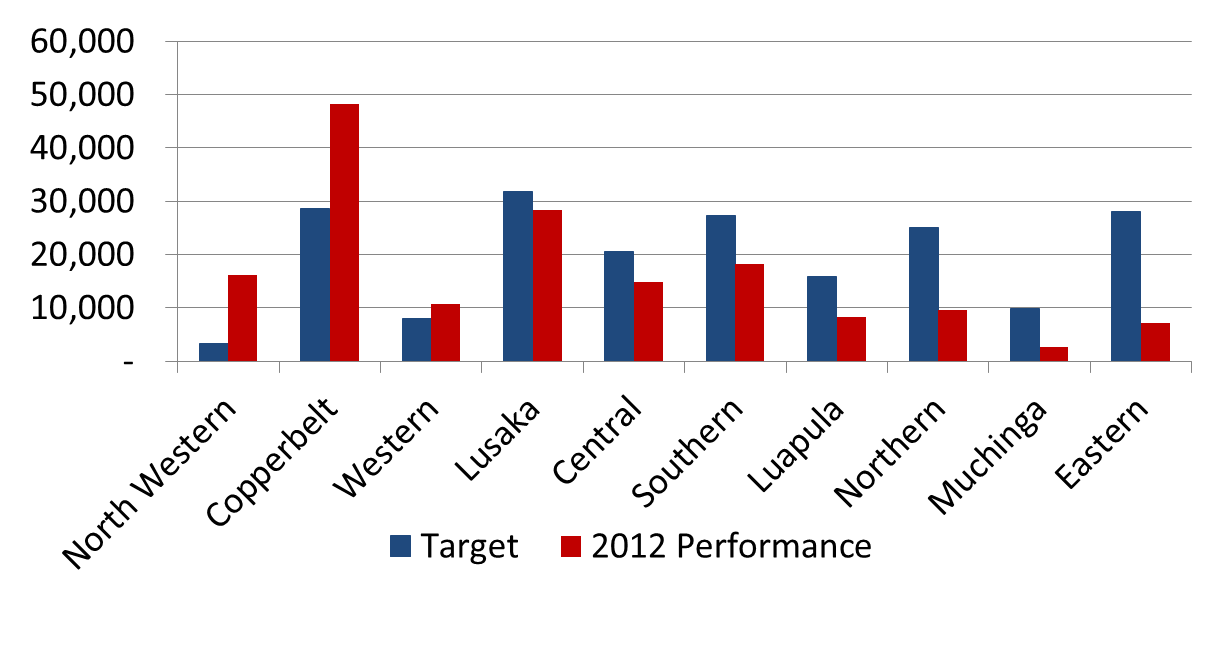 60,000
50,000
40,000
30,000
20,000
10,000
-
North Western
Copperbelt
Western
Lusaka
Central
Southern
Luapula
Northern
Muchinga
Eastern
Target
2012 Performance